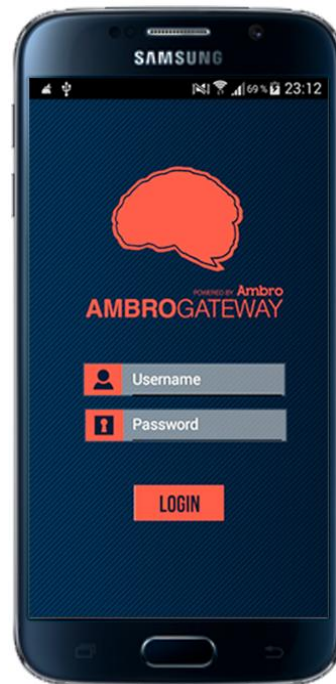 SAMSUNG
69 % 23:12
POWERED BY Ambro
AMBROGATEWAY
Username
Password
LOGIN